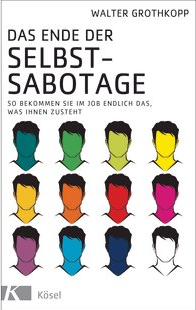 WALTER GROTHKOPP
DAS ENDE DER
SELBST-
SABOTAGE
SO BEKOMMEN SIE IM JOB ENDLICH DAS,
WAS IHNEN ZUSTEHT
K Kösel